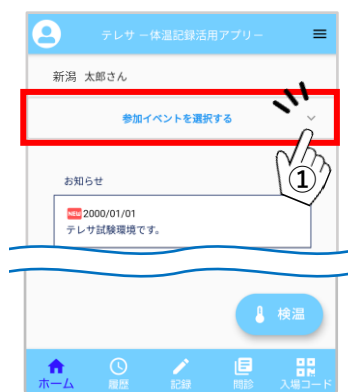 テレサ －体温記録活用アプリ－
新潟 太郎さん
参加イベントを選択する
①
お知らせ
NEW 2000/01/01
テレサ試験環境です。
検温
ホーム 履歴 記録 問診 入場コード